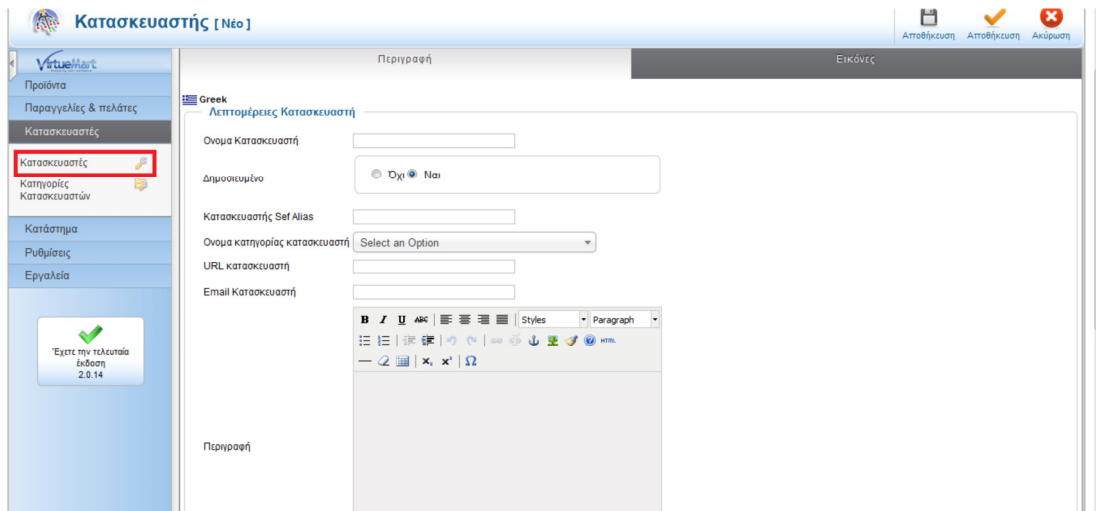 Κατασκευαστής [ Νέο ]
Αποθήκευση Αποθήκευση Ακύρωση
VirtueMart
Περιγραφή Εικόνες
Προϊόντα
Παραγγελίες & πελάτες
Κατασκευαστές
Κατασκευαστές
Κατηγορίες
Κατασκευαστών
Κατάστημα
Ρυθμίσεις
Εργαλεία
Έχετε την τελευταία
έκδοση
2.0.14
Greek
Λεπτομέρειες Κατασκευαστή
Ονομα Κατασκευαστή
Δημοσιευμένο Όχι Ναι
Κατασκευαστής Sef Alias
Ονομα κατηγορίας κατασκευαστή Select an Option
URL κατασκευαστή
Email Κατασκευαστή
B I U ABC Styles Paragraph
HTML
x, x² Ω
Περιγραφή